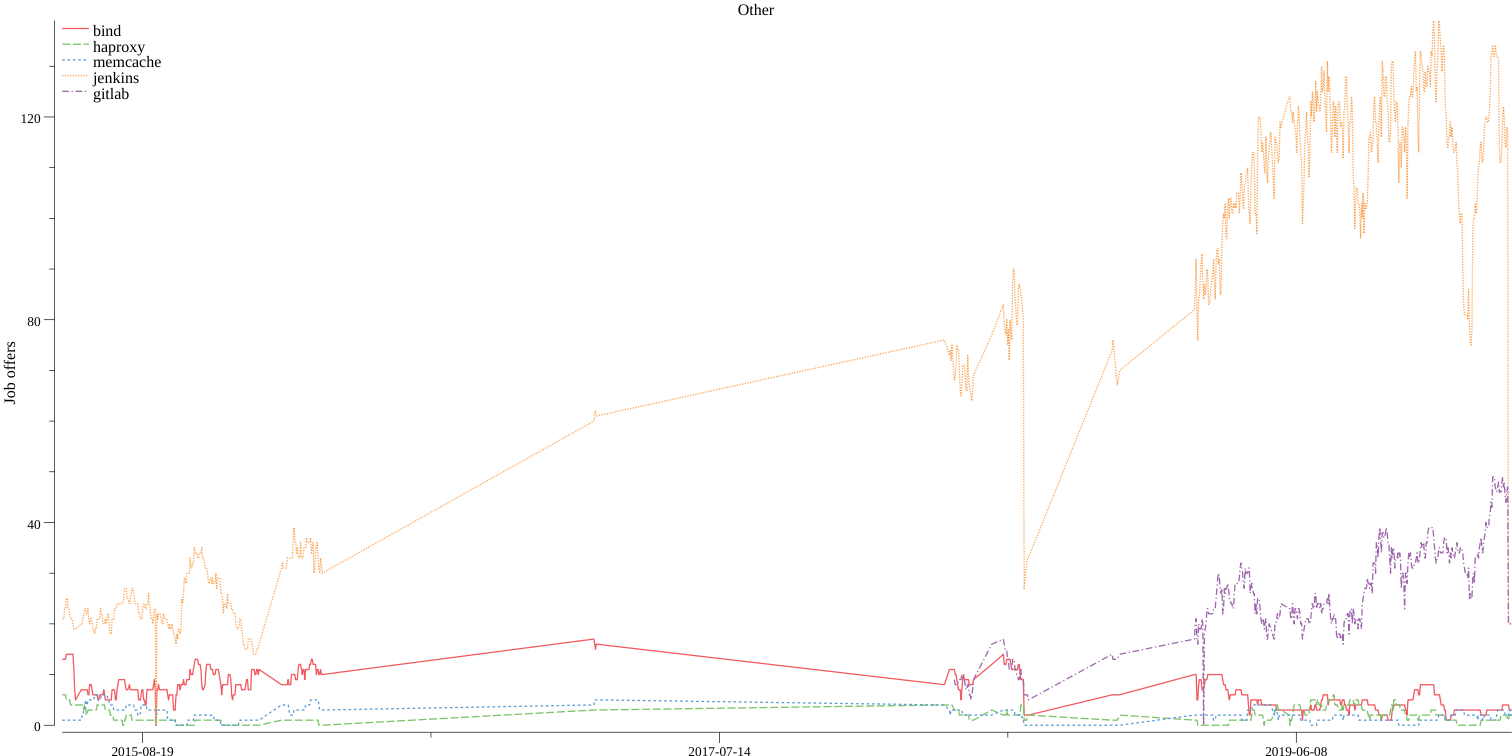 Other
bind
haproxy
memcache
jenkins
gitlab
120
80
40
0
Job offers
2015-08-19
2017-07-14
2019-06-08